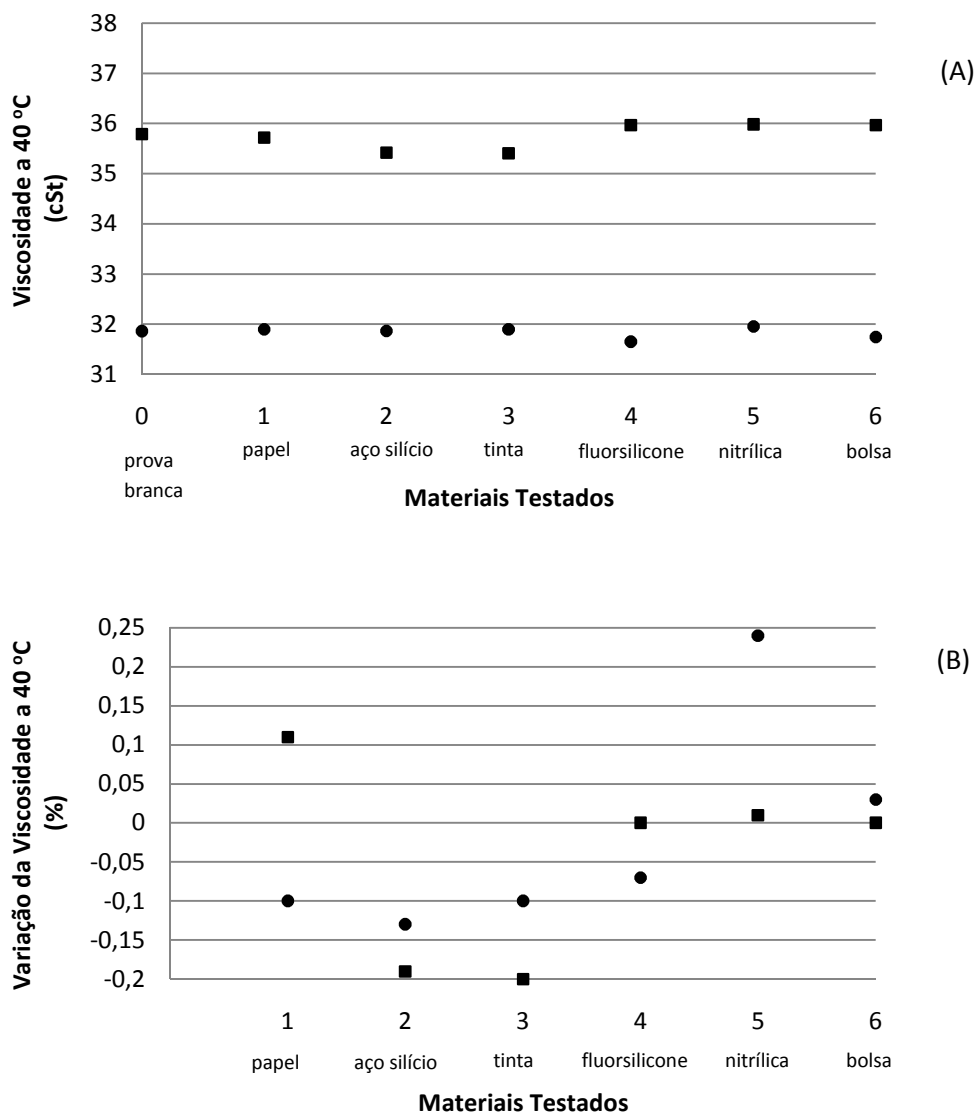 (A)
Viscosidade a 40 ºC
(cSt)
38
37
36
35
34
33
32
31
0 1 2 3 4 5 6
prova branca papel aço silício tinta fluorsilicone nitrílica bolsa
Materiais Testados
(B)
Variação da Viscosidade a 40 ºC
(%)
0,25
0,2
0,15
0,1
0,05
0
-0,05
-0,1
-0,15
-0,2
1 2 3 4 5 6
papel aço silício tinta fluorsilicone nitrílica bolsa
Materiais Testados